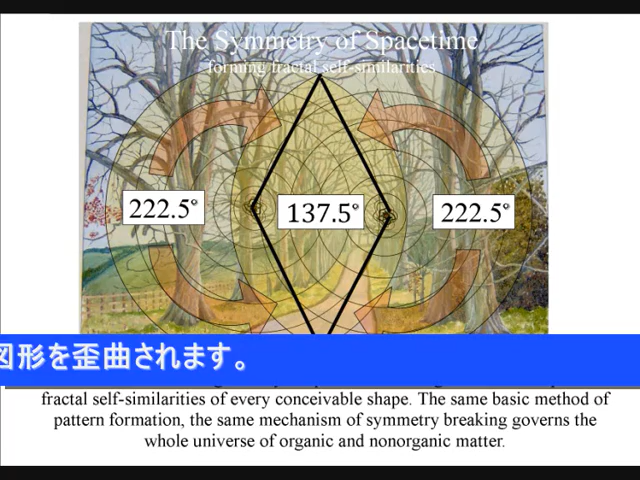 The Symmetry of Spacetime
forming fractal self-similarities
222.5°
137.5°
222.5°
図形を歪曲されます。
fractal self-similarities of every conceivable shape. The same basic method of
pattern formation, the same mechanism of symmetry breaking governs the
whole universe of organic and nonorganic matter.